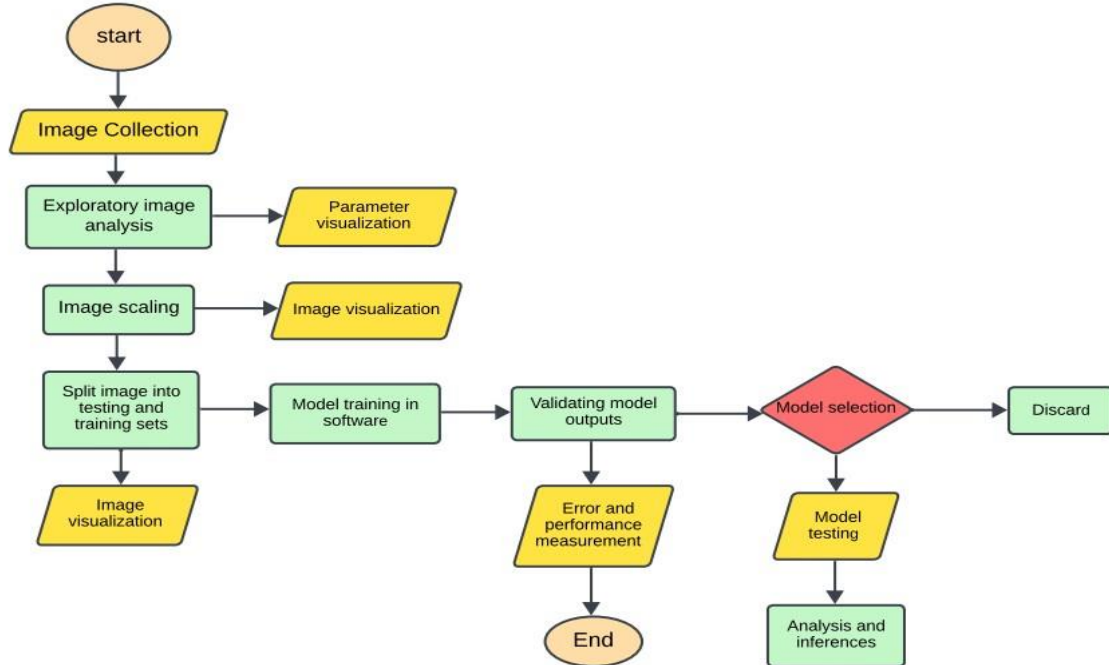 start
Image Collection
Exploratory image
analysis
Parameter
visualization
Image scaling
Image visualization
Split image into
testing and
training sets
Model training in
software
Validating model
outputs
Model selection
Discard
Image
visualization
Error and
performance
measurement
Model
testing
End
Analysis and
inferences